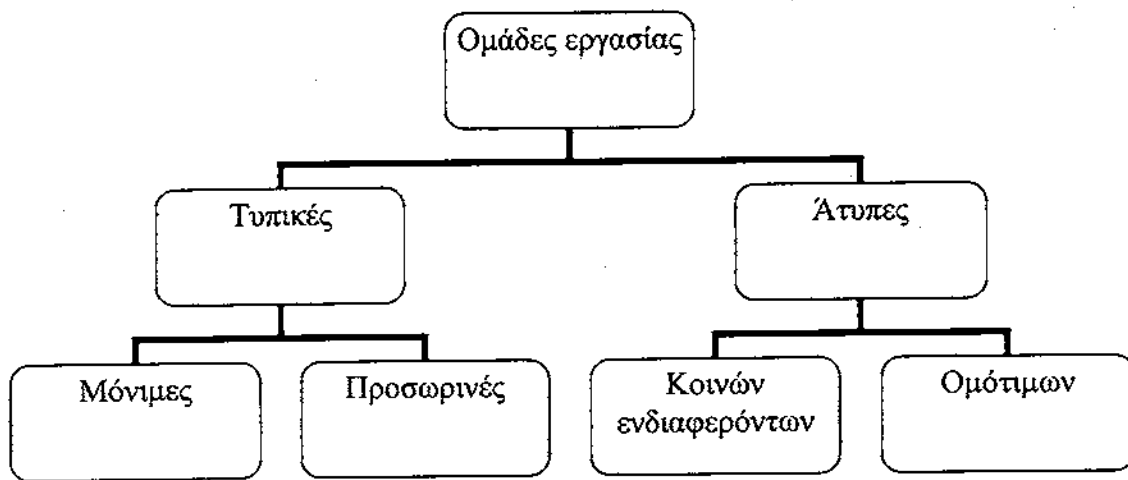 Ομάδες εργασίας
Τυπικές
Άτυπες
Μόνιμες
Προσωρινές
Κοινών
ενδιαφερόντων
Ομότιμων